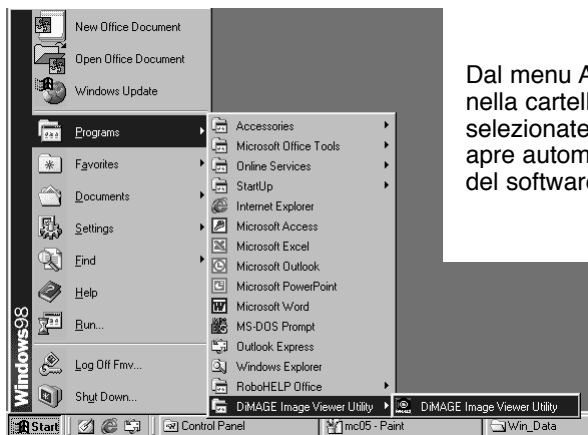 New Office Document
Open Office Document
Windows Update
Programs
Favorites
Documents
Settings
Find
Help
Run...
Log Off Fmv...
Shut Down...
Windows98
Accessories
Microsoft Office Tools
Online Services
StartUp
Internet Explorer
Microsoft Access
Microsoft Excel
Microsoft Outlook
Microsoft PowerPoint
Microsoft Word
MS-DOS Prompt
Outlook Express
Windows Explorer
RoboHELP Office
DiMAGE Image Viewer Utility
DiMAGE Image Viewer Utility
Start
Control Panel
mc05 - Paint
Win_Data
Dal menu A
nella cartell
selezionate
apre autom
del software